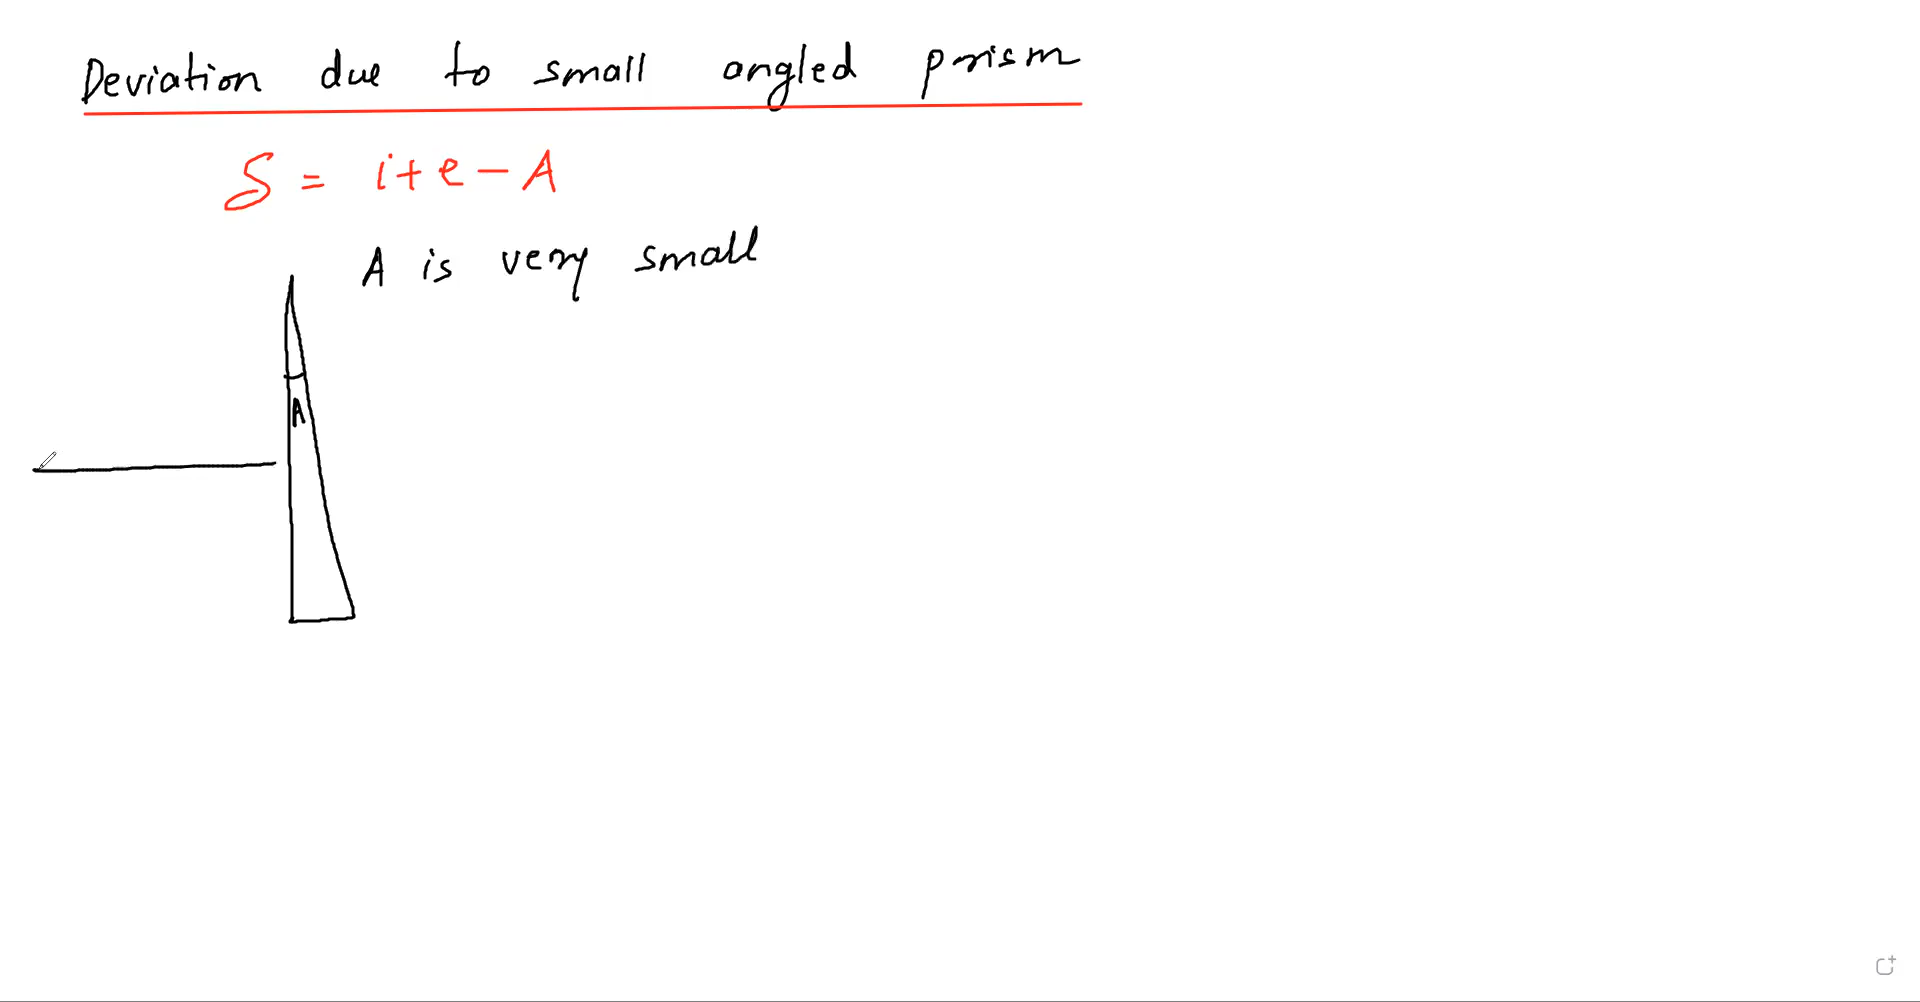 Deviation due to small angled prism
δ = i+e-A
A is very small
A